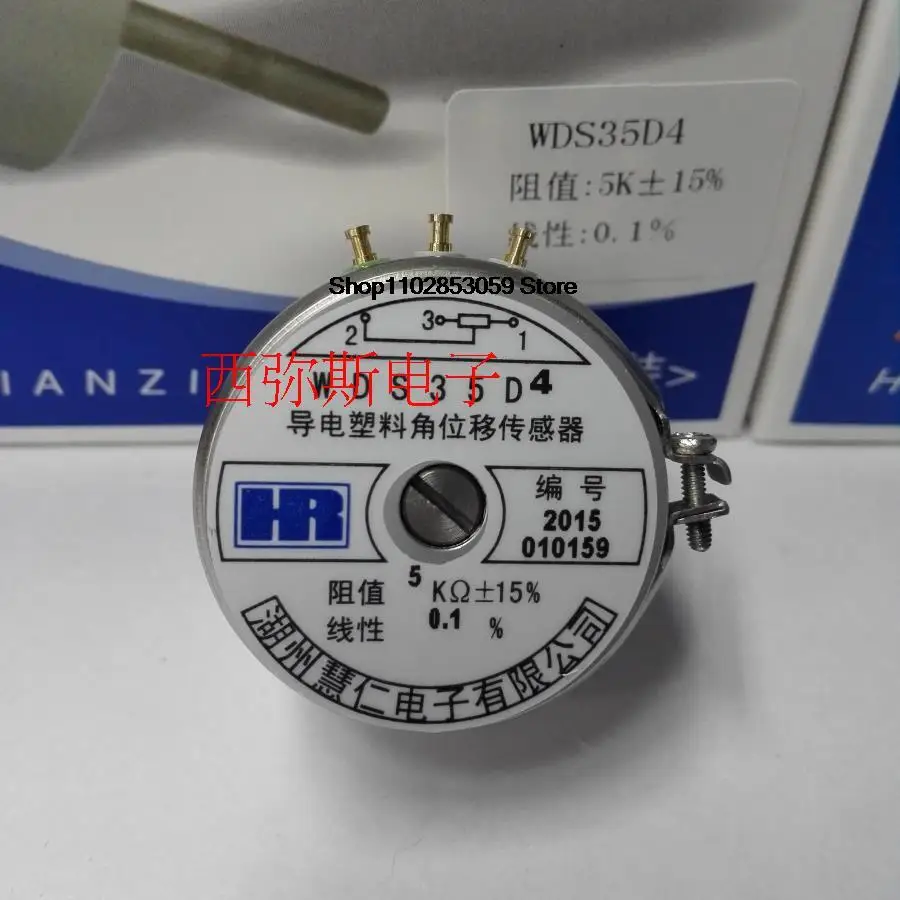 WDS35D4
阻值:5K±15%
线性:0.1%
Shop1102853059 Store
2 3 1
西弥斯电子
WDS35D4
导电塑料角位移传感器
HR
编号
2015
010159
阻值 5 KΩ±15%
线性 0.1 %
湖州慧仁电子有限公司
IANZI
H